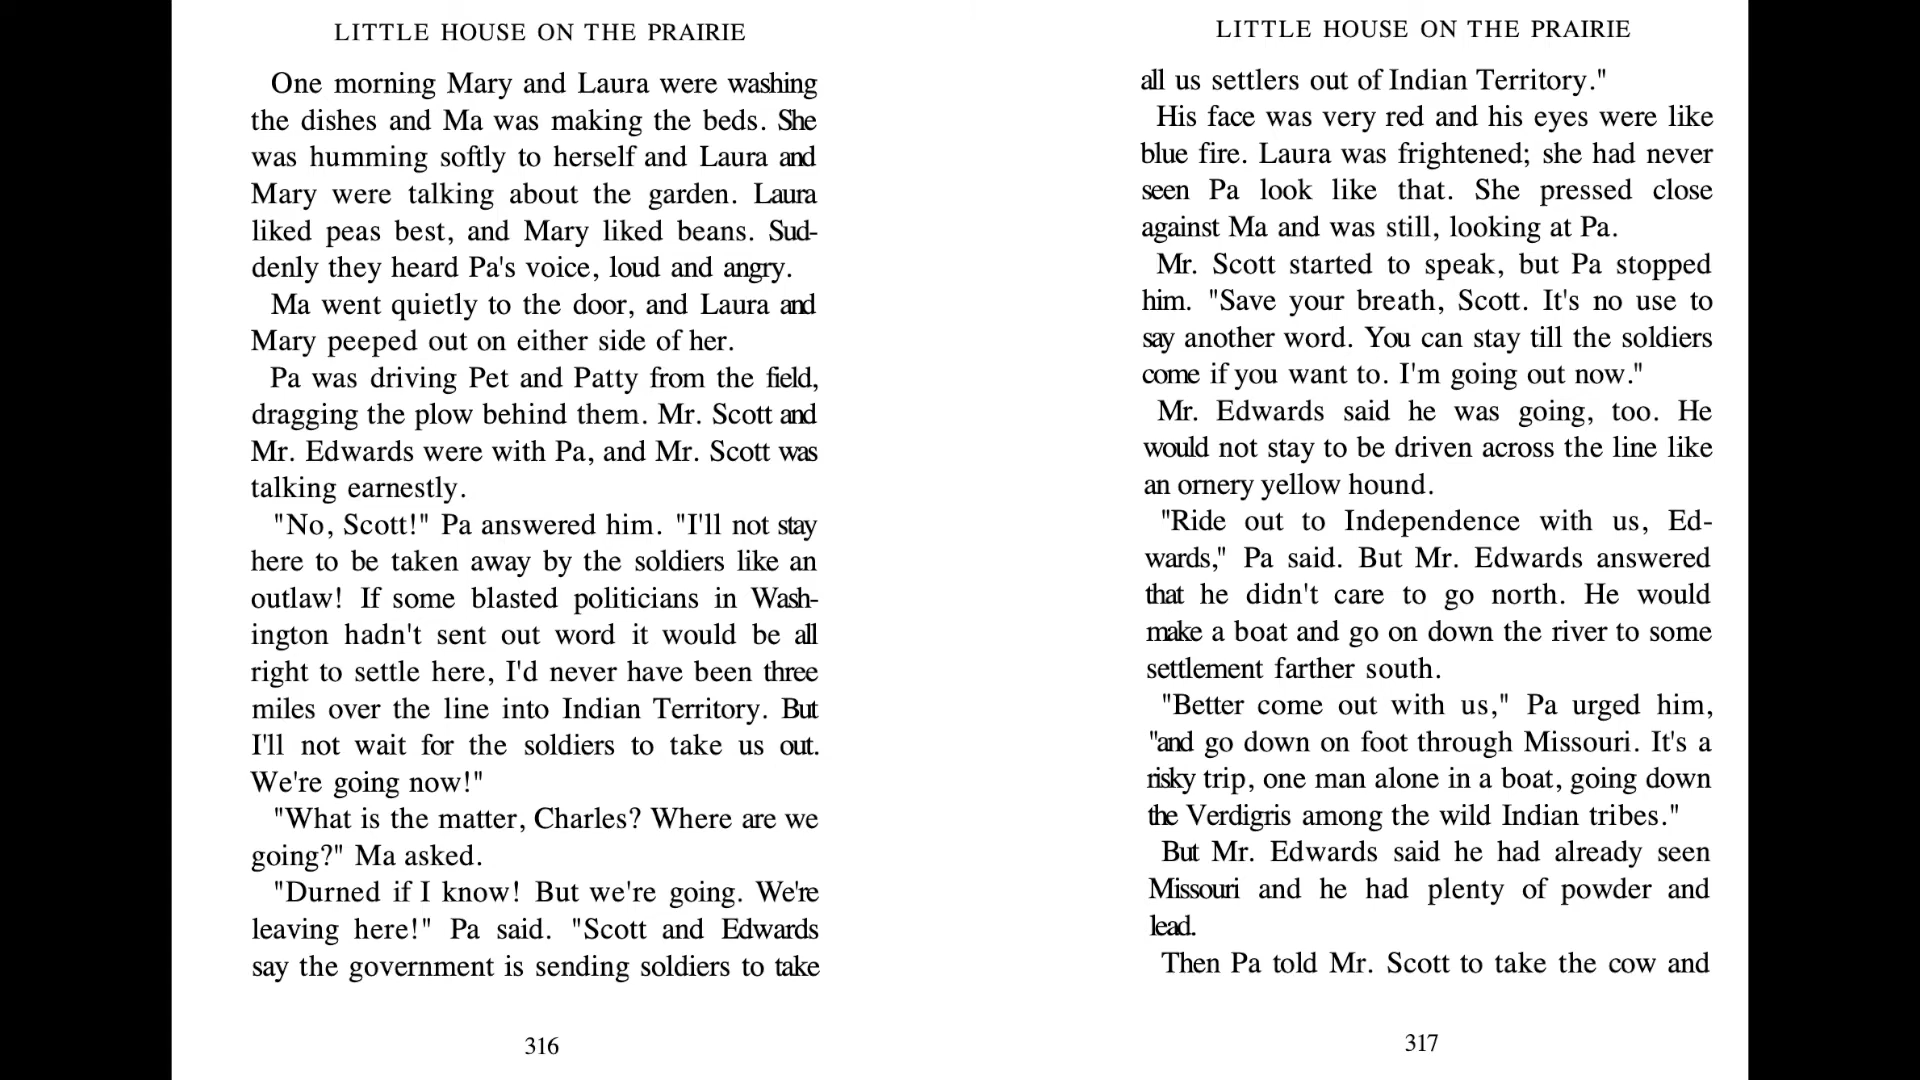 LITTLE HOUSE ON THE PRAIRIE
One morning Mary and Laura were washing
the dishes and Ma was making the beds. She
was humming softly to herself and Laura and
Mary were talking about the garden. Laura
liked peas best, and Mary liked beans. Sud-
denly they heard Pa's voice, loud and angry.
Ma went quietly to the door, and Laura and
Mary peeped out on either side of her.
Pa was driving Pet and Patty from the field,
dragging the plow behind them. Mr. Scott and
Mr. Edwards were with Pa, and Mr. Scott was
talking earnestly.
"No, Scott!" Pa answered him. "I'll not stay
here to be taken away by the soldiers like an
outlaw! If some blasted politicians in Wash-
ington hadn't sent out word it would be all
right to settle here, I'd never have been three
miles over the line into Indian Territory. But
I'll not wait for the soldiers to take us out.
We're going now!"
"What is the matter, Charles? Where are we
going?" Ma asked.
"Durned if I know! But we're going. We're
leaving here!" Pa said. "Scott and Edwards
say the government is sending soldiers to take
316
LITTLE HOUSE ON THE PRAIRIE
all us settlers out of Indian Territory."
His face was very red and his eyes were like
blue fire. Laura was frightened; she had never
seen Pa look like that. She pressed close
against Ma and was still, looking at Pa.
Mr. Scott started to speak, but Pa stopped
him. "Save your breath, Scott. It's no use to
say another word. You can stay till the soldiers
come if you want to. I'm going out now."
Mr. Edwards said he was going, too. He
would not stay to be driven across the line like
an ornery yellow hound.
"Ride out to Independence with us, Ed-
wards," Pa said. But Mr. Edwards answered
that he didn't care to go north. He would
make a boat and go on down the river to some
settlement farther south.
"Better come out with us," Pa urged him,
"and go down on foot through Missouri. It's a
risky trip, one man alone in a boat, going down
the Verdigris among the wild Indian tribes."
But Mr. Edwards said he had already seen
Missouri and he had plenty of powder and
lead.
Then Pa told Mr. Scott to take the cow and
317